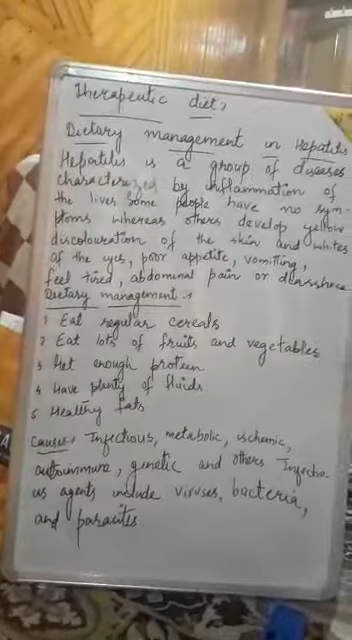 Therapeutic diet:
Dietary management in Hepatitis
Hepatitis is a group of diseases
characterized by inflammation of
the liver some people have no sym-
ptoms whereas others develop yellow
discolouration of the skin and whites
of the eyes, poor appetite, vomitting,
feel tired, abdominal pain or diarrhoea
Dietary management:
1 Eat regular cereals
2 Eat lots of fruits and vegetables
3 Get enough protein
4 Have plenty of fluids
5 Healthy fats
Causes: Infectious, metabolic, ischemic,
autoimmune, genetic and others Infectio-
us agents include viruses, bacteria,
and parasites.